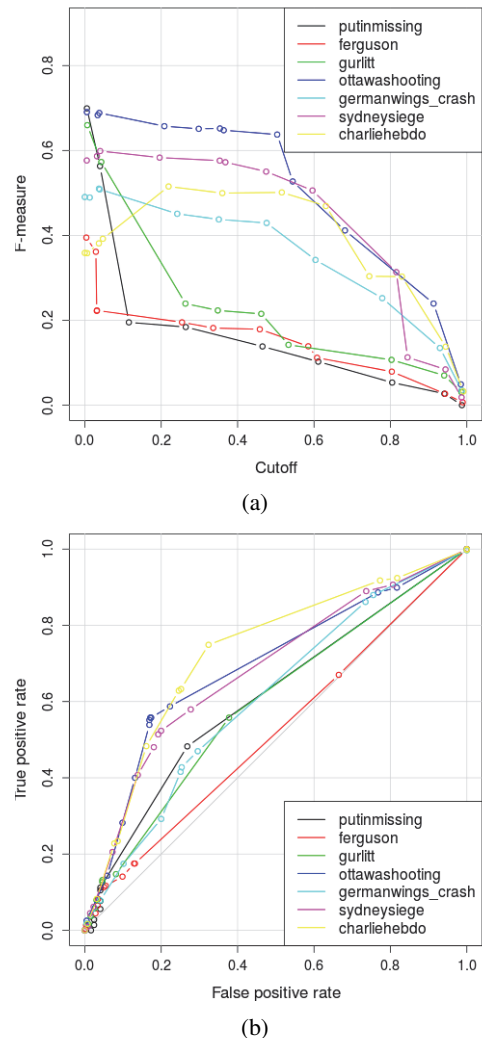 putinmissing
ferguson
gurlitt
ottawashooting
germanwings_crash
sydneysiege
charliehebdo
F-measure
0.8
0.6
0.4
0.2
0.0
0.0 0.2 0.4 0.6 0.8 1.0
Cutoff
(a)
True positive rate
1.0
0.8
0.6
0.4
0.2
0.0
putinmissing
ferguson
gurlitt
ottawashooting
germanwings_crash
sydneysiege
charliehebdo
0.0 0.2 0.4 0.6 0.8 1.0
False positive rate
(b)